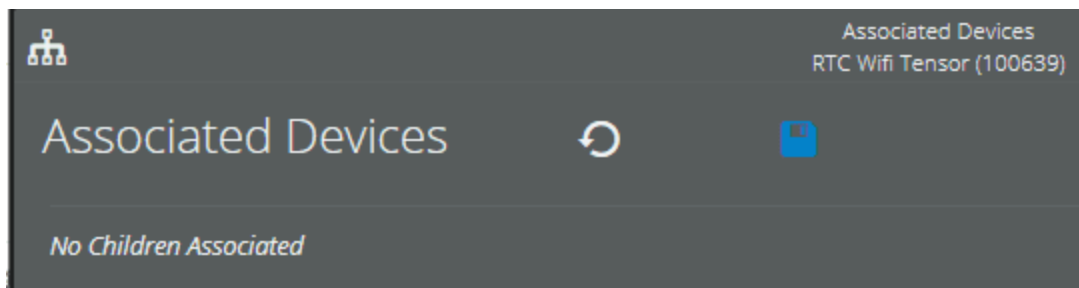 Associated Devices
RTC Wifi Tensor (100639)
Associated Devices
No Children Associated